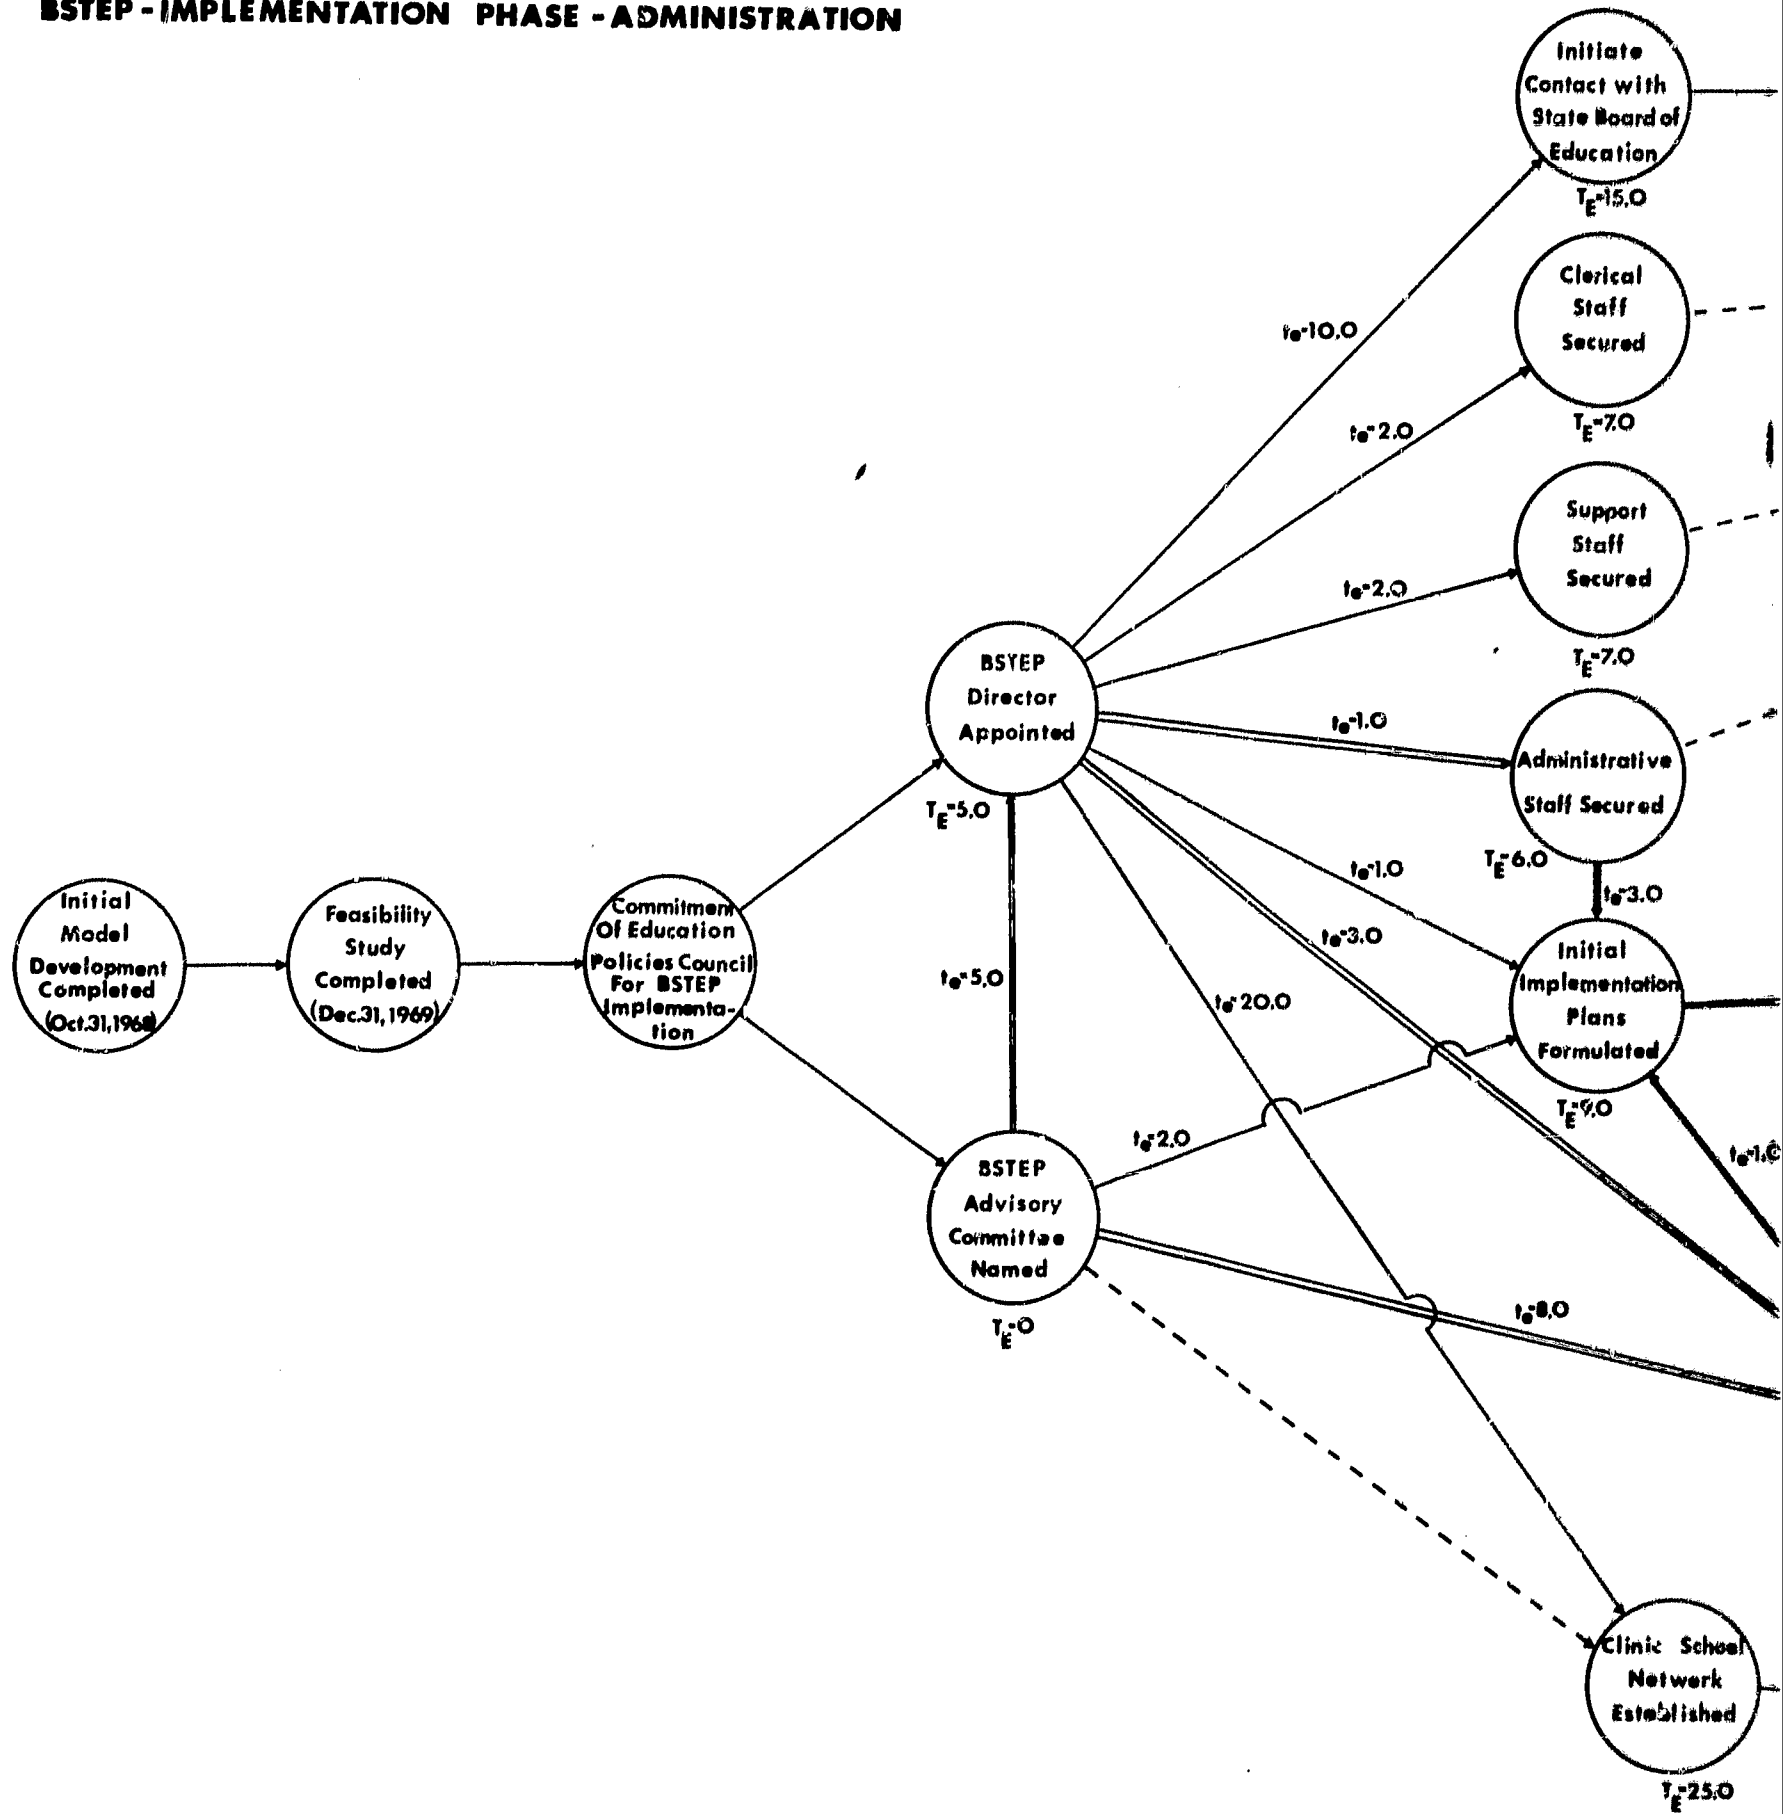 BSTEP - IMPLEMENTATION PHASE - ADMINISTRATION
Initiate
Contact with
State Board of
Education
TE=15.0
Clerical
Staff
Secured
TE=7.0
Support
Staff
Secured
TE=7.0
te=10.0
te=2.0
te=2.0
BSTEP
Director
Appointed
TE=5.0
te=1.0
Administrative
Staff Secured
TE=6.0
te=3.0
te=1.0
te=3.0
te=20.0
Initial
Model
Development
Completed
(Oct.31,1968)
Feasibility
Study
Completed
(Dec.31,1969)
Commitment
Of Education
Policies Council
For BSTEP
Implementa-
tion
te=5.0
Initial
Implementation
Plans
Formulated
TE=9.0
te=2.0
te=1.0
BSTEP
Advisory
Committee
Named
TE=0
te=8.0
Clinic School
Network
Established
TE=25.0